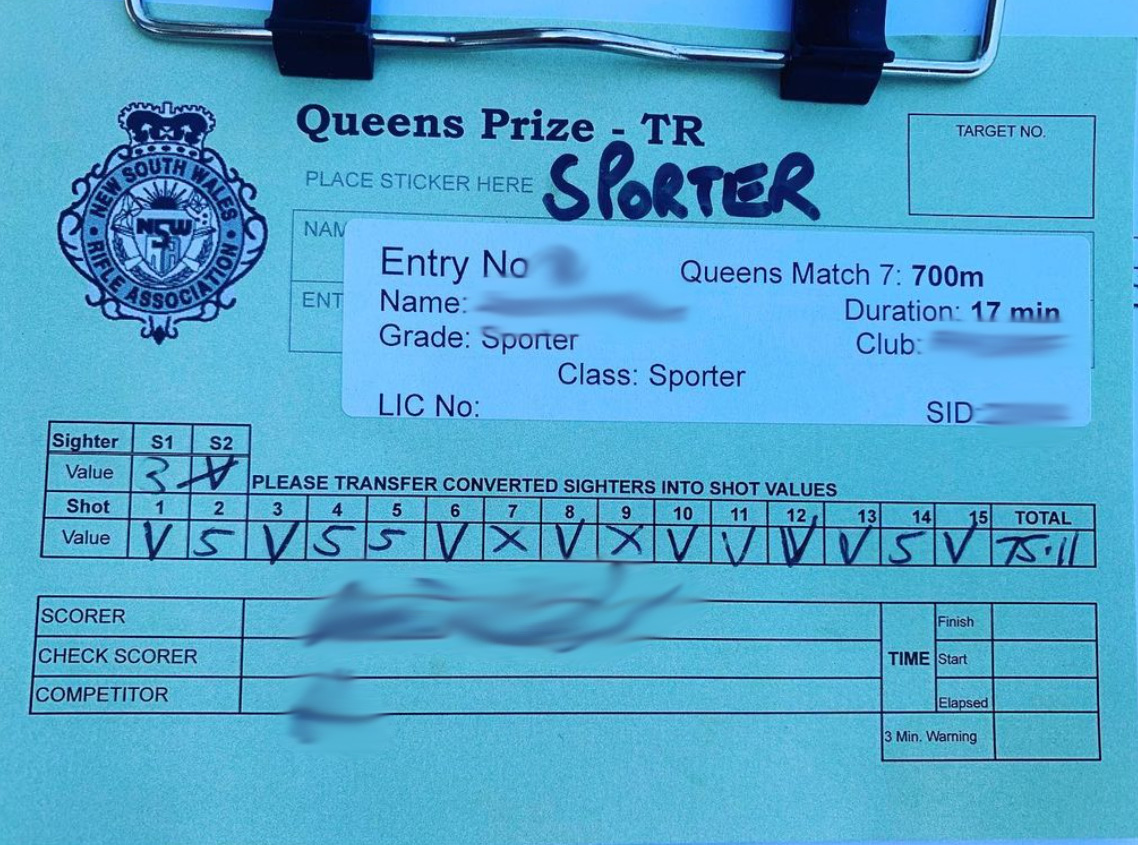 Queens Prize - TR
TARGET NO.
PLACE STICKER HERE SPORTER
NEW SOUTH WALES
NSW
RIFLE ASSOCIATION
NAM
ENT
Entry No
Queens Match 7: 700m
Name:
Duration: 17 min
Grade: Sporter
Club:
Class: Sporter
LIC No:
SID
Sighter S1 S2
Value 3 V
PLEASE TRANSFER CONVERTED SIGHTERS INTO SHOT VALUES
Shot 1 2 3 4 5 6 7 8 9 10 11 12 13 14 15 TOTAL
Value V 5 V 5 5 V X V X V V V V 5 V 75.11
SCORER
CHECK SCORER
COMPETITOR
TIME
Finish
Start
Elapsed
3 Min. Warning